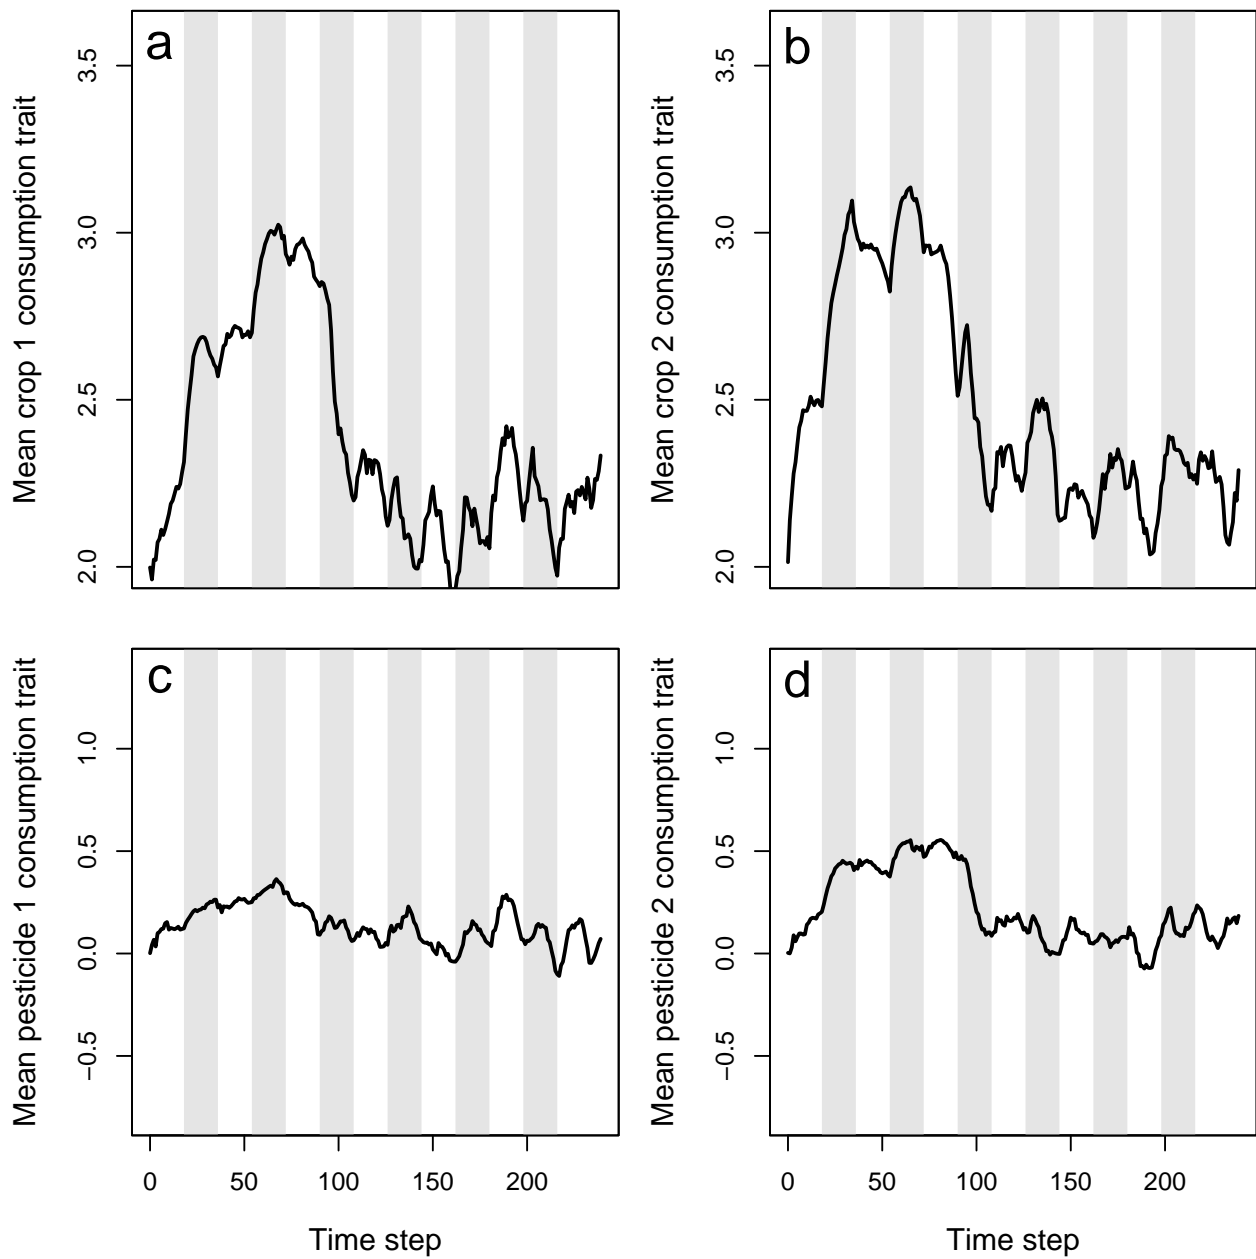 a
Mean crop 1 consumption trait
2.0
2.5
3.0
3.5
b
Mean crop 2 consumption trait
2.0
2.5
3.0
3.5
c
Mean pesticide 1 consumption trait
−0.5
0.0
0.5
1.0
0 50 100 150 200
Time step
d
Mean pesticide 2 consumption trait
−0.5
0.0
0.5
1.0
0 50 100 150 200
Time step